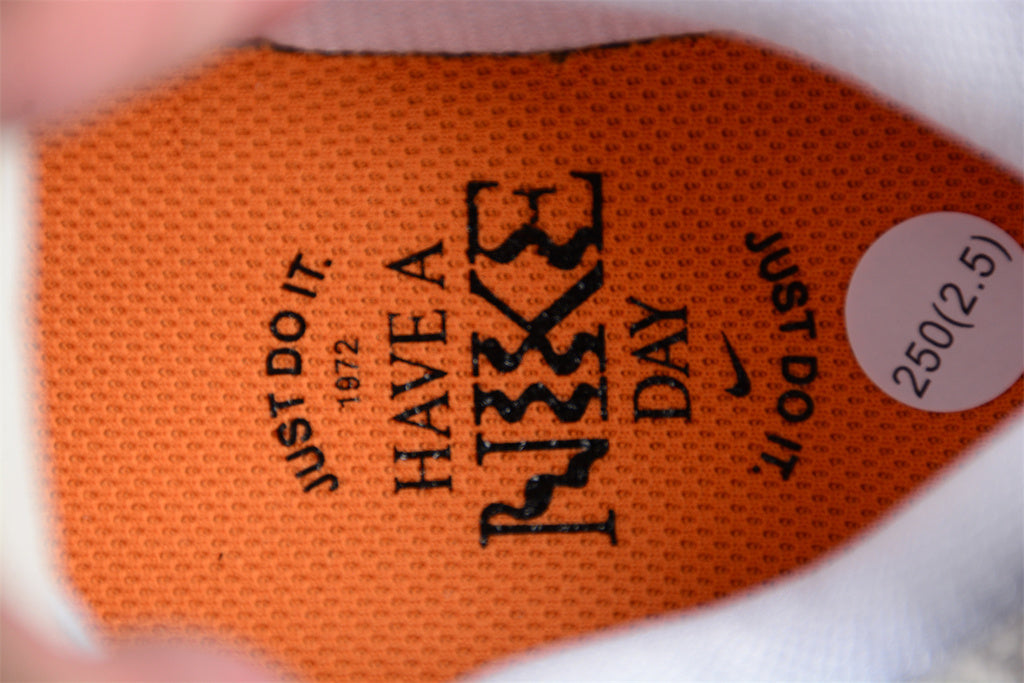 JUST DO IT.
1972
HAVE A
NIKE
DAY
JUST DO IT.
250(2.5)